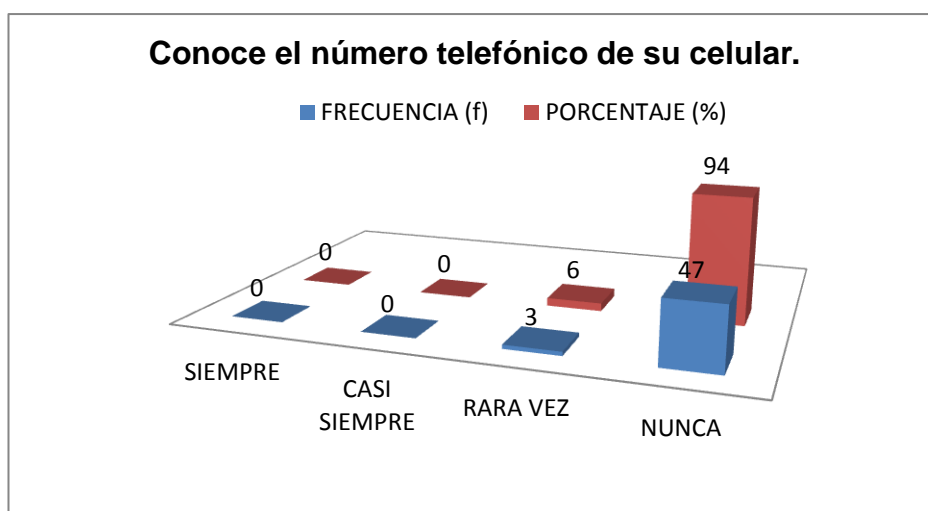 Conoce el número telefónico de su celular.
FRECUENCIA (f) PORCENTAJE (%)
94
0 0 6 47
0 0 3
SIEMPRE
CASI
SIEMPRE
RARA VEZ
NUNCA